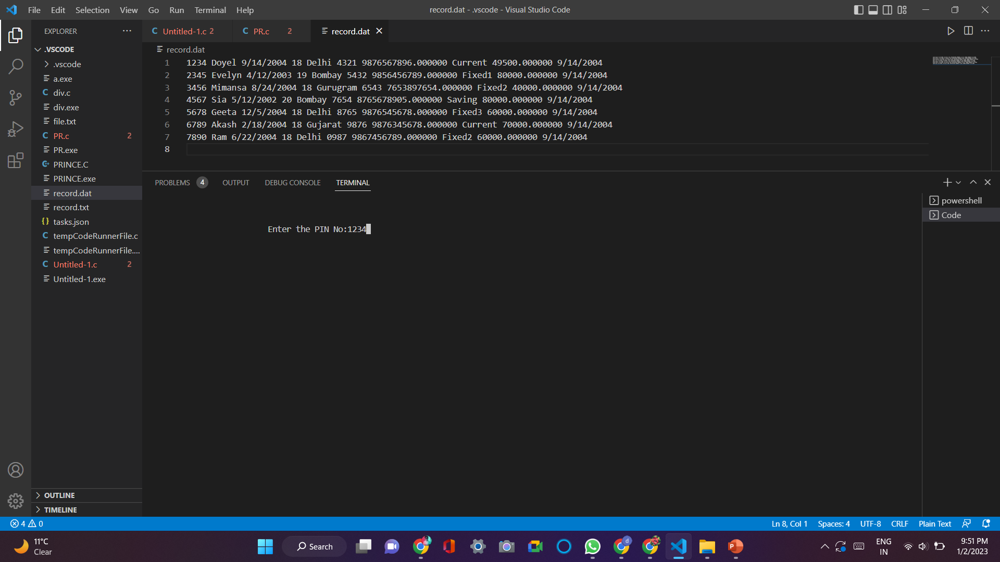 File Edit Selection View Go Run Terminal Help record.dat - .vscode - Visual Studio Code
EXPLORER
Untitled-1.c 2 PR.c 2 record.dat
.VSCODE
.vscode
a.exe
div.c
div.exe
file.txt
PR.c 2
PR.exe
PRINCE.C
PRINCE.exe
record.dat
record.txt
tasks.json
tempCodeRunnerFile.c
tempCodeRunnerFile....
Untitled-1.c 2
Untitled-1.exe
OUTLINE
TIMELINE
record.dat
1 1234 Doyel 9/14/2004 18 Delhi 4321 9876567896.000000 Current 49500.000000 9/14/2004
2 2345 Evelyn 4/12/2003 19 Bombay 5432 9856456789.000000 Fixed1 80000.000000 9/14/2004
3 3456 Mimansa 8/24/2004 18 Gurugram 6543 7653897654.000000 Fixed2 40000.000000 9/14/2004
4 4567 Sia 5/12/2002 20 Bombay 7654 8765678905.000000 Saving 80000.000000 9/14/2004
5 5678 Geeta 12/5/2004 18 Delhi 8765 9876545678.000000 Fixed3 60000.000000 9/14/2004
6 6789 Akash 2/18/2004 18 Gujarat 9876 9876345678.000000 Current 70000.000000 9/14/2004
7 7890 Ram 6/22/2004 18 Delhi 0987 9867456789.000000 Fixed2 60000.000000 9/14/2004
8
PROBLEMS 4 OUTPUT DEBUG CONSOLE TERMINAL
Enter the PIN No:1234
powershell
Code
4 0 Ln 8, Col 1 Spaces: 4 UTF-8 CRLF Plain Text
11°C
Clear
Search
ENG
IN
9:51 PM
1/2/2023